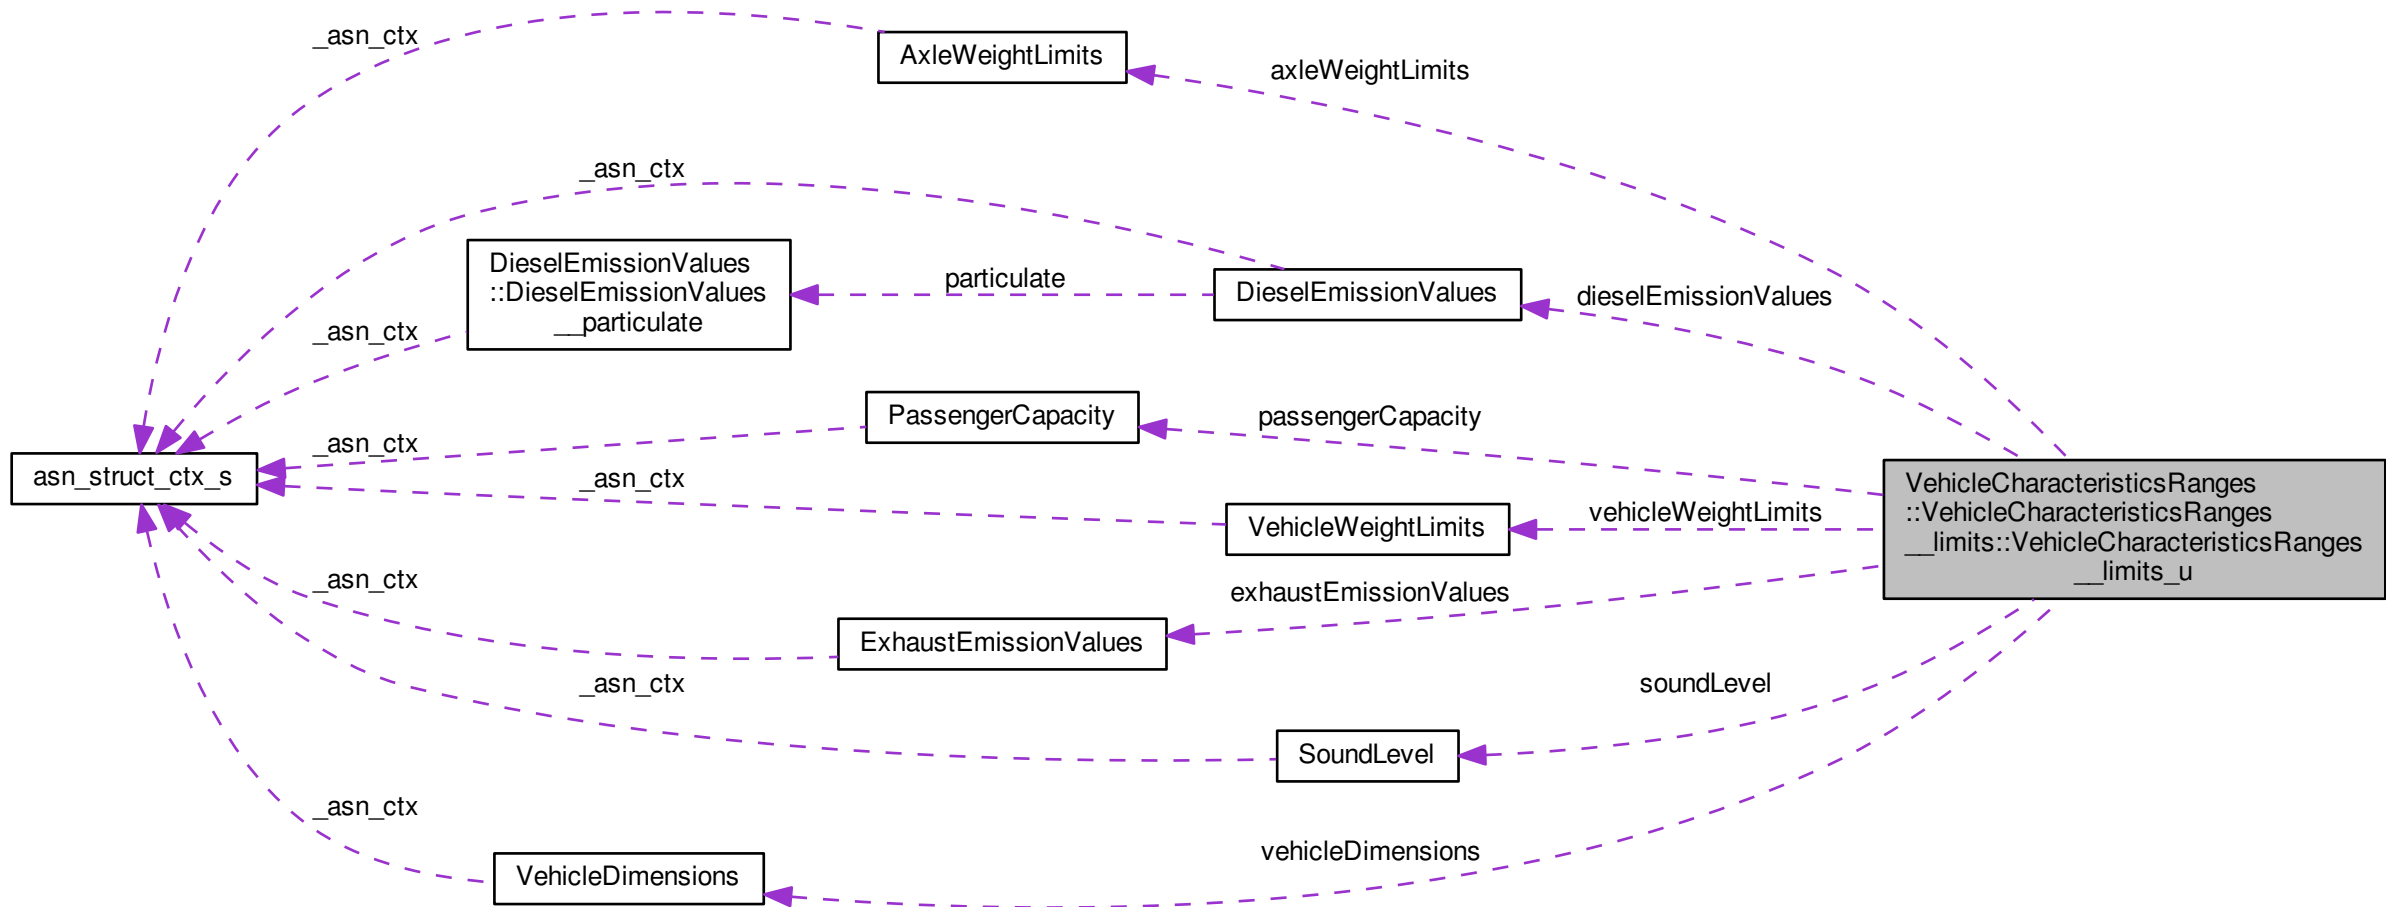 _asn_ctx
AxleWeightLimits
axleWeightLimits
_asn_ctx
DieselEmissionValues
::DieselEmissionValues
__particulate
particulate
DieselEmissionValues
dieselEmissionValues
_asn_ctx
PassengerCapacity
passengerCapacity
_asn_ctx
asn_struct_ctx_s
_asn_ctx
VehicleWeightLimits
vehicleWeightLimits
VehicleCharacteristicsRanges
::VehicleCharacteristicsRanges
__limits::VehicleCharacteristicsRanges
__limits_u
_asn_ctx
exhaustEmissionValues
ExhaustEmissionValues
_asn_ctx
soundLevel
SoundLevel
_asn_ctx
vehicleDimensions
VehicleDimensions